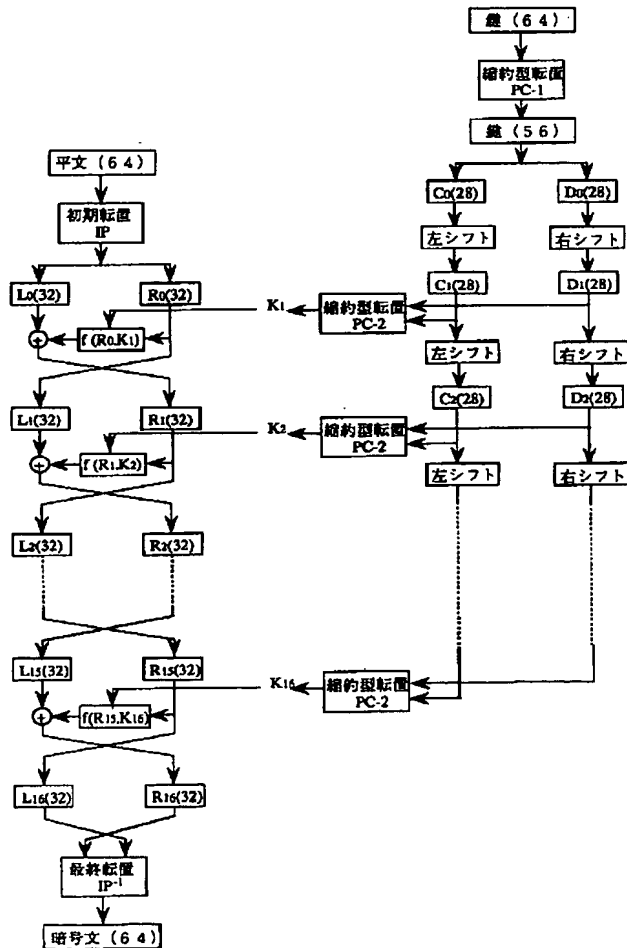 鍵(64)
縮約型転置
PC-1
鍵(56)
平文(64)
C0(28)
D0(28)
初期転置
IP
左シフト
右シフト
L0(32)
R0(32)
C1(28)
D1(28)
K1
縮約型転置
PC-2
f(R0,K1)
+
左シフト
右シフト
C2(28)
D2(28)
L1(32)
R1(32)
K2
縮約型転置
PC-2
f(R1,K2)
+
左シフト
右シフト
L2(32)
R2(32)
L15(32)
R15(32)
K16
縮約型転置
PC-2
f(R15,K16)
+
L16(32)
R16(32)
最終転置
IP-1
暗号文(64)